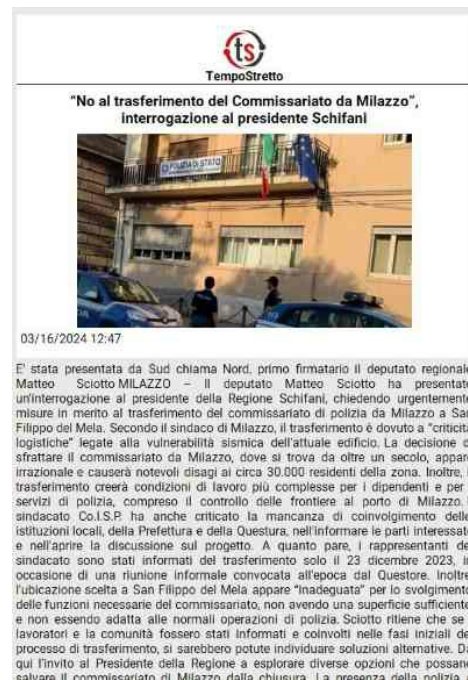 ts
TempoStretto
“No al trasferimento del Commissariato da Milazzo”,
interrogazione al presidente Schifani
POLIZIA DI STATO
03/16/2024 12:47
E' stata presentata da Sud chiama Nord, primo firmatario il deputato regionale
Matteo Sciotto MILAZZO – Il deputato Matteo Sciotto ha presentato
un'interrogazione al presidente della Regione Schifani, chiedendo urgentemente
misure in merito al trasferimento del commissariato di polizia da Milazzo a San
Filippo del Mela. Secondo il sindaco di Milazzo, il trasferimento è dovuto a “criticità
logistiche” legate alla vulnerabilità sismica dell'attuale edificio. La decisione d
sfrattare il commissariato da Milazzo, dove si trova da oltre un secolo, appare
irrazionale e causerà notevoli disagi ai circa 30.000 residenti della zona. Inoltre, i
trasferimento creerà condizioni di lavoro più complesse per i dipendenti e per
servizi di polizia, compreso il controllo delle frontiere al porto di Milazzo.
sindacato Co.I.S.P. ha anche criticato la mancanza di coinvolgimento delle
istituzioni locali, della Prefettura e della Questura, nell'informare le parti interessate
e nell'aprire la discussione sul progetto. A quanto pare, i rappresentanti de
sindacato sono stati informati del trasferimento solo il 23 dicembre 2023, in
occasione di una riunione informale convocata all'epoca dal Questore. Inoltre
l'ubicazione scelta a San Filippo del Mela appare “inadeguata” per lo svolgimento
delle funzioni necessarie del commissariato, non avendo una superficie sufficiente
e non essendo adatta alle normali operazioni di polizia. Sciotto ritiene che se
lavoratori e la comunità fossero stati informati e coinvolti nelle fasi iniziali de
processo di trasferimento, si sarebbero potute individuare soluzioni alternative. Da
qui l'invito al Presidente della Regione a esplorare diverse opzioni che possano
salvare il commissariato di Milazzo dalla chiusura. La presenza della polizia